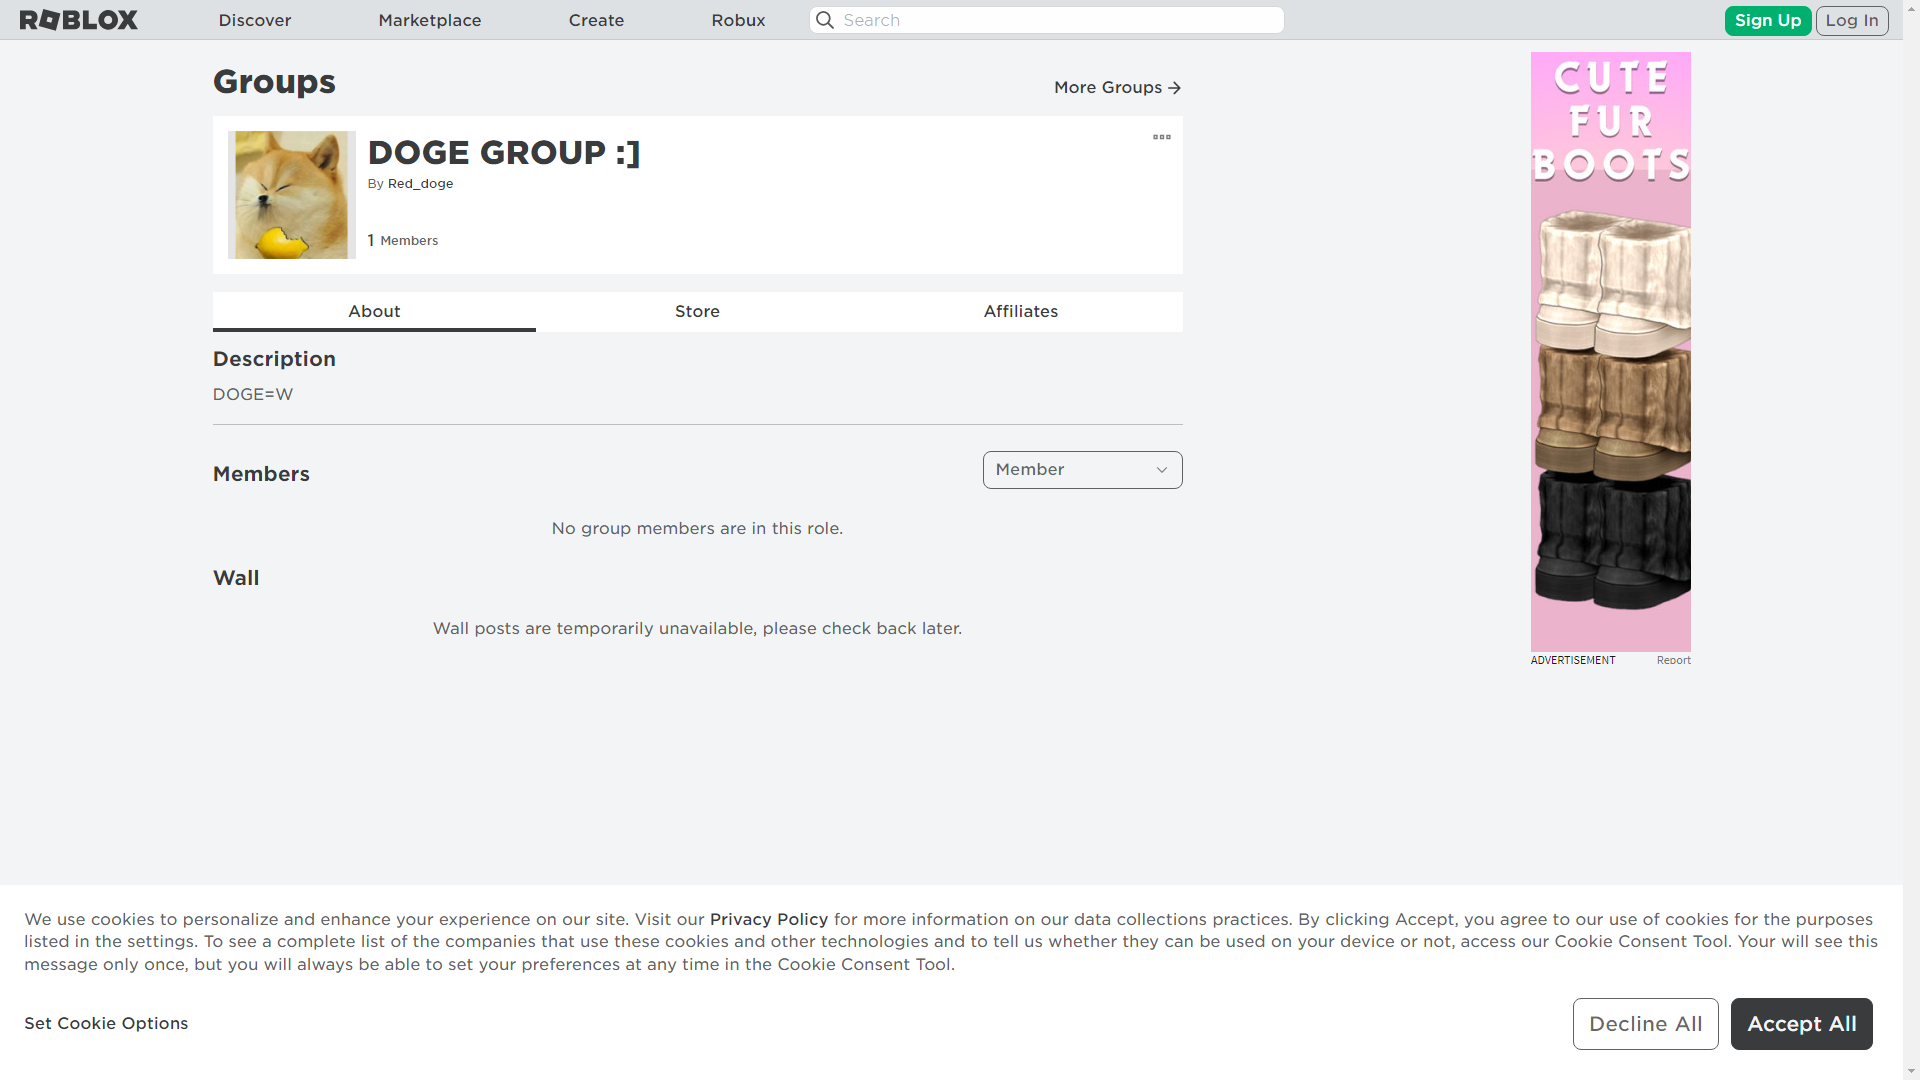 ROBLOX
Discover
Marketplace
Create
Robux
Search
Sign Up
Log In
Groups
More Groups
DOGE GROUP :]
By Red_doge
1 Members
About
Store
Affiliates
Description
DOGE=W
Members
Member
No group members are in this role.
Wall
Wall posts are temporarily unavailable, please check back later.
CUTE
FUR
BOOTS
ADVERTISEMENT
Report
We use cookies to personalize and enhance your experience on our site. Visit our Privacy Policy for more information on our data collections practices. By clicking Accept, you agree to our use of cookies for the purposes
listed in the settings. To see a complete list of the companies that use these cookies and other technologies and to tell us whether they can be used on your device or not, access our Cookie Consent Tool. Your will see this
message only once, but you will always be able to set your preferences at any time in the Cookie Consent Tool.
Set Cookie Options
Decline All
Accept All